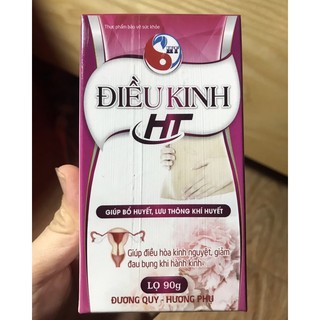 Thực phẩm bảo vệ sức khỏe
HT
ĐIỀU KINH
HT
GIÚP BỔ HUYẾT, LƯU THÔNG KHÍ HUYẾT
Giúp điều hòa kinh nguyệt, giảm
đau bụng khi hành kinh.
LỌ 90g
ĐƯƠNG QUY - HƯƠNG PHỤ